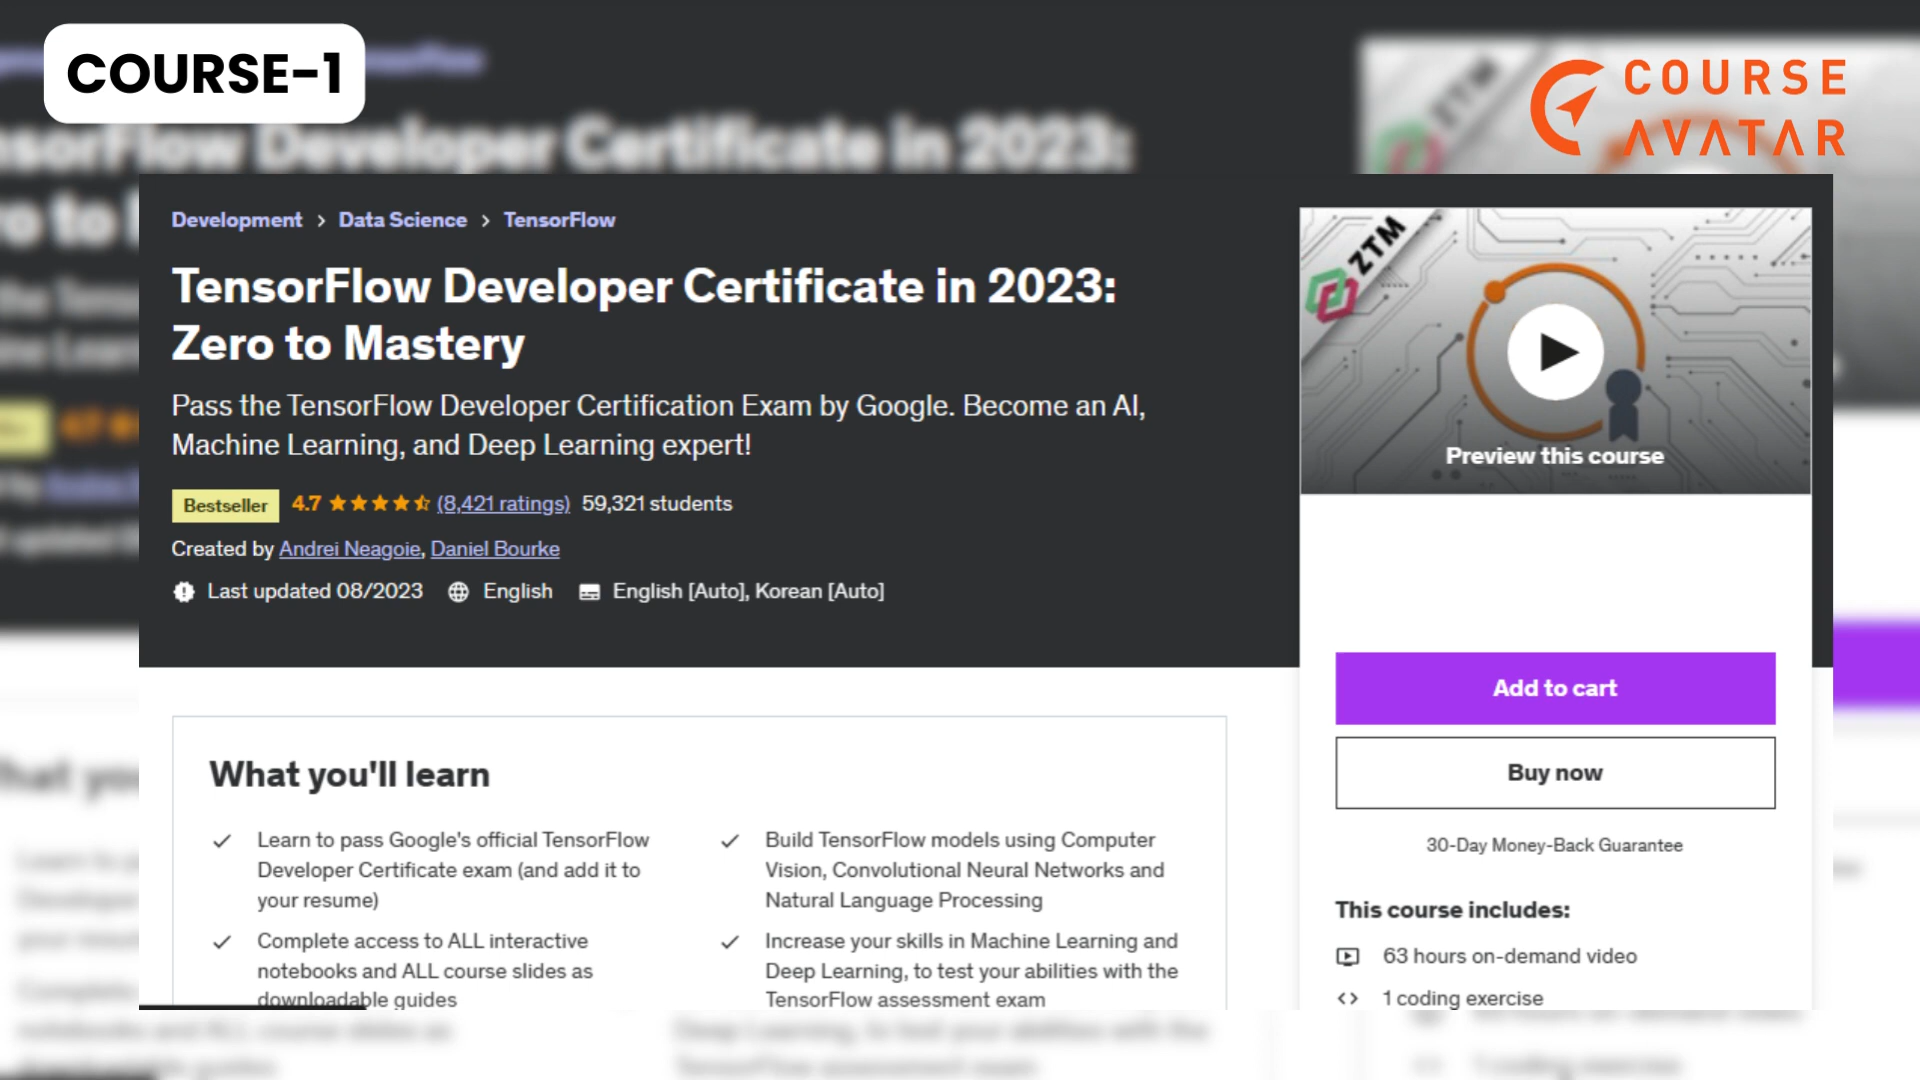 COURSE-1
COURSE
AVATAR
Development > Data Science > TensorFlow
TensorFlow Developer Certificate in 2023:
Zero to Mastery
Pass the TensorFlow Developer Certification Exam by Google. Become an AI,
Machine Learning, and Deep Learning expert!
Bestseller 4.7 (8,421 ratings) 59,321 students
Created by Andrei Neagoie, Daniel Bourke
Last updated 08/2023 English English [Auto], Korean [Auto]
ZTM
Preview this course
Add to cart
Buy now
30-Day Money-Back Guarantee
This course includes:
63 hours on-demand video
1 coding exercise
What you'll learn
Learn to pass Google's official TensorFlow
Developer Certificate exam (and add it to
your resume)
Complete access to ALL interactive
notebooks and ALL course slides as
downloadable guides
Build TensorFlow models using Computer
Vision, Convolutional Neural Networks and
Natural Language Processing
Increase your skills in Machine Learning and
Deep Learning, to test your abilities with the
TensorFlow assessment exam